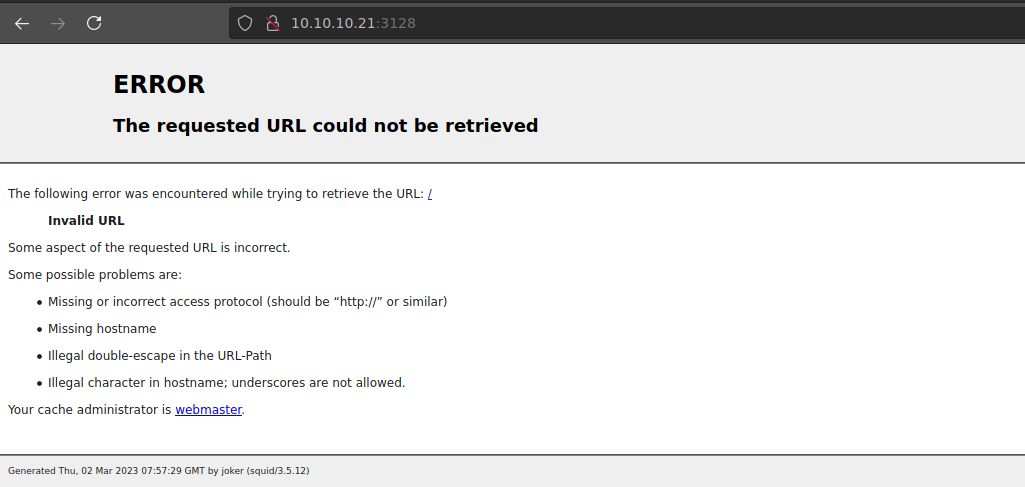 10.10.10.21:3128
ERROR
The requested URL could not be retrieved
The following error was encountered while trying to retrieve the URL: /
Invalid URL
Some aspect of the requested URL is incorrect.
Some possible problems are:
• Missing or incorrect access protocol (should be “http://” or similar)
• Missing hostname
• Illegal double-escape in the URL-Path
• Illegal character in hostname; underscores are not allowed.
Your cache administrator is webmaster.
Generated Thu, 02 Mar 2023 07:57:29 GMT by joker (squid/3.5.12)